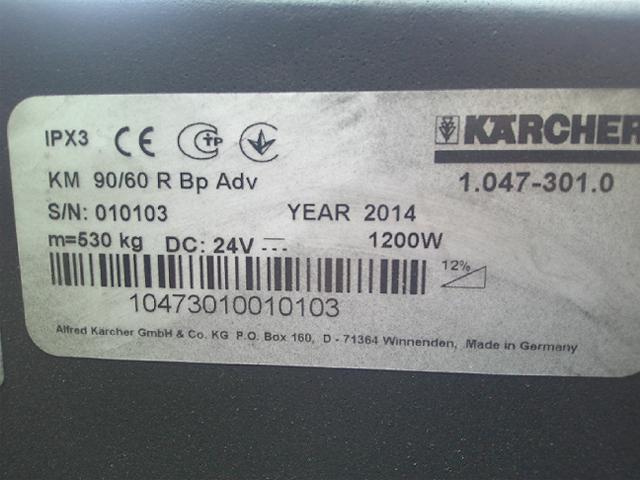 IPX3 CE TP KÄRCHER
KM 90/60 R Bp Adv 1.047-301.0
S/N: 010103 YEAR 2014
m=530 kg DC: 24V 1200W
12%
10473010010103
Alfred Kärcher GmbH & Co. KG P.O. Box 160, D - 71364 Winnenden, Made in Germany